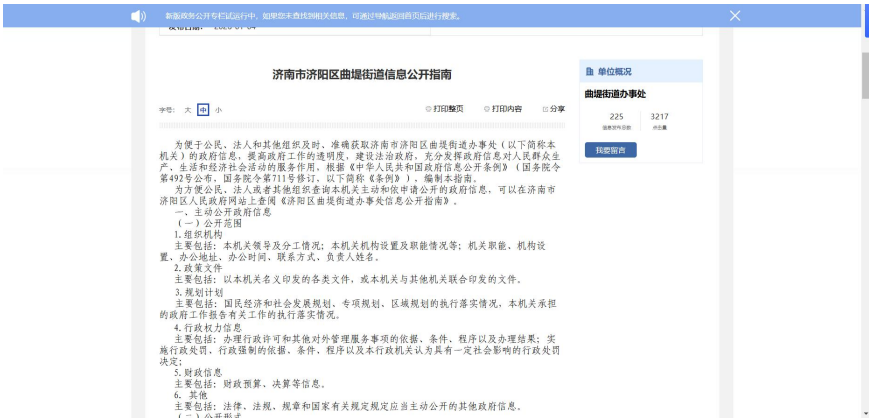 新版政务公开专栏试运行中，如果您未查找到相关信息，可通过导航返回首页后进行搜索。
济南市济阳区曲堤街道信息公开指南
字号： 大 中 小
打印整页 打印内容 分享
为便于公民、法人和其他组织及时、准确获取济南市济阳区曲堤街道办事处（以下简称本
机关）的政府信息，提高政府工作的透明度，建设法治政府，充分发挥政府信息对人民群众生
产、生活和经济社会活动的服务作用，根据《中华人民共和国政府信息公开条例》（国务院令
第492号公布，国务院令第711号修订，以下简称《条例》），编制本指南。
为方便公民、法人或者其他组织查询本机关主动和依申请公开的政府信息，可以在济南市
济阳区人民政府网站上查阅《济阳区曲堤街道办事处信息公开指南》。
一、主动公开政府信息
（一）公开范围
1.组织机构
主要包括：本机关领导及分工情况；本机关机构设置及职能情况等；机关职能、机构设
置、办公地址、办公时间、联系方式、负责人姓名。
2.政策文件
主要包括：以本机关名义印发的各类文件，或本机关与其他机关联合印发的文件。
3.规划计划
主要包括：国民经济和社会发展规划、专项规划、区域规划的执行落实情况，本机关承担
的政府工作报告有关工作的执行落实情况。
4.行政权力信息
主要包括：办理行政许可和其他对外管理服务事项的依据、条件、程序以及办理结果；实
施行政处罚、行政强制的依据、条件、程序以及本行政机关认为具有一定社会影响的行政处罚
决定；
5.财政信息
主要包括：财政预算、决算等信息。
6. 其他
主要包括：法律、法规、规章和国家有关规定规定应当主动公开的其他政府信息。
（二）公开形式
单位概况
曲堤街道办事处
225 3217
信息发布总数 点击量
我要留言